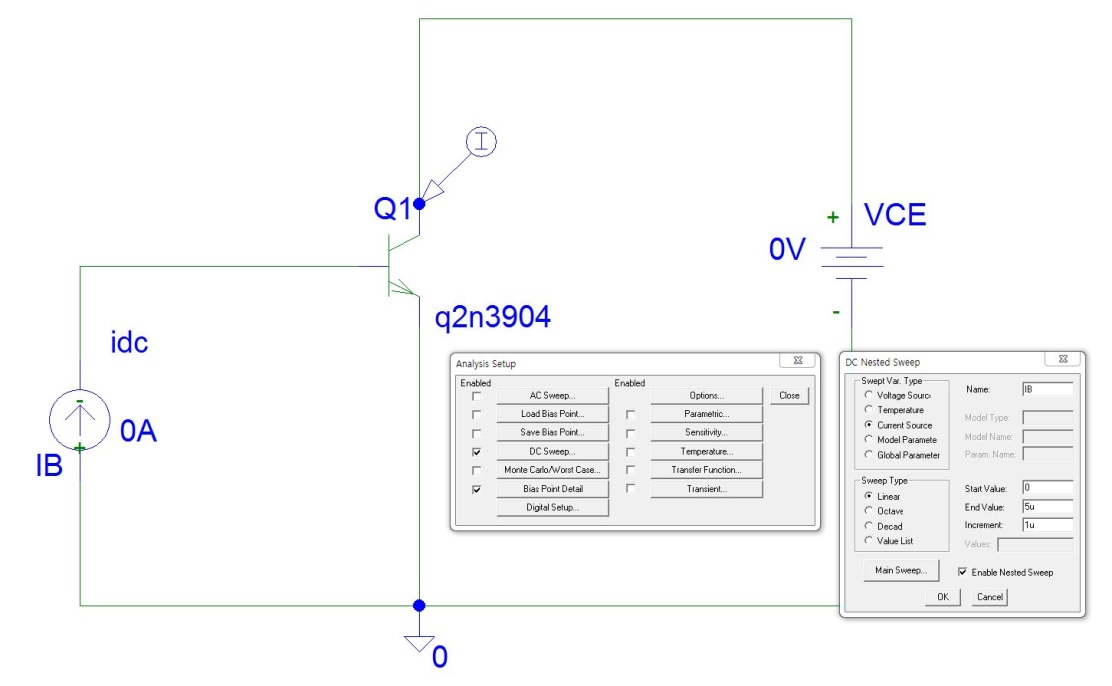 I
Q1
+ VCE
0V
-
q2n3904
idc
-
0A
+
IB
0
Analysis Setup
Enabled Enabled
AC Sweep... Options... Close
Load Bias Point... Parametric...
Save Bias Point... Sensitivity...
DC Sweep... Temperature...
Monte Carlo/Worst Case... Transfer Function...
Bias Point Detail Transient...
Digital Setup...
DC Nested Sweep
Swept Var. Type
Voltage Sourc
Temperature
Current Source
Model Paramete
Global Parameter
Name: IB
Model Type:
Model Name:
Param. Name:
Sweep Type
Linear
Octave
Decad
Value List
Start Value: 0
End Value: 5u
Increment: 1u
Values:
Main Sweep... Enable Nested Sweep
OK Cancel